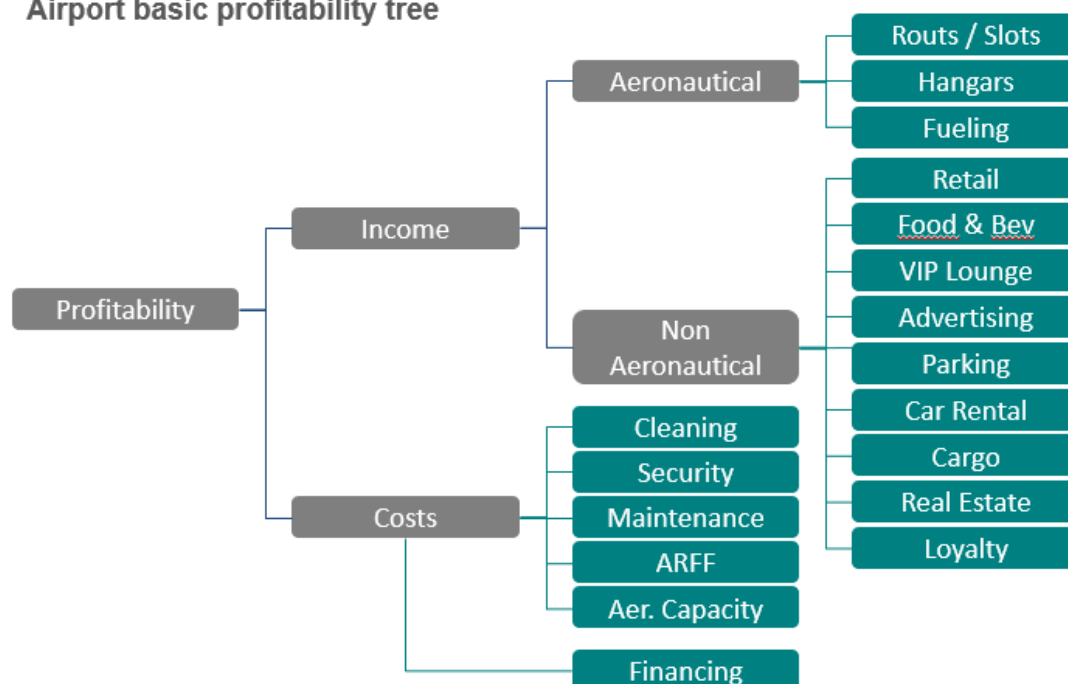 Airport basic profitability tree
Routs / Slots
Aeronautical
Hangars
Fueling
Retail
Income
Food & Bev
VIP Lounge
Profitability
Advertising
Non
Aeronautical
Parking
Car Rental
Cleaning
Cargo
Security
Real Estate
Costs
Maintenance
Loyalty
ARFF
Aer. Capacity
Financing